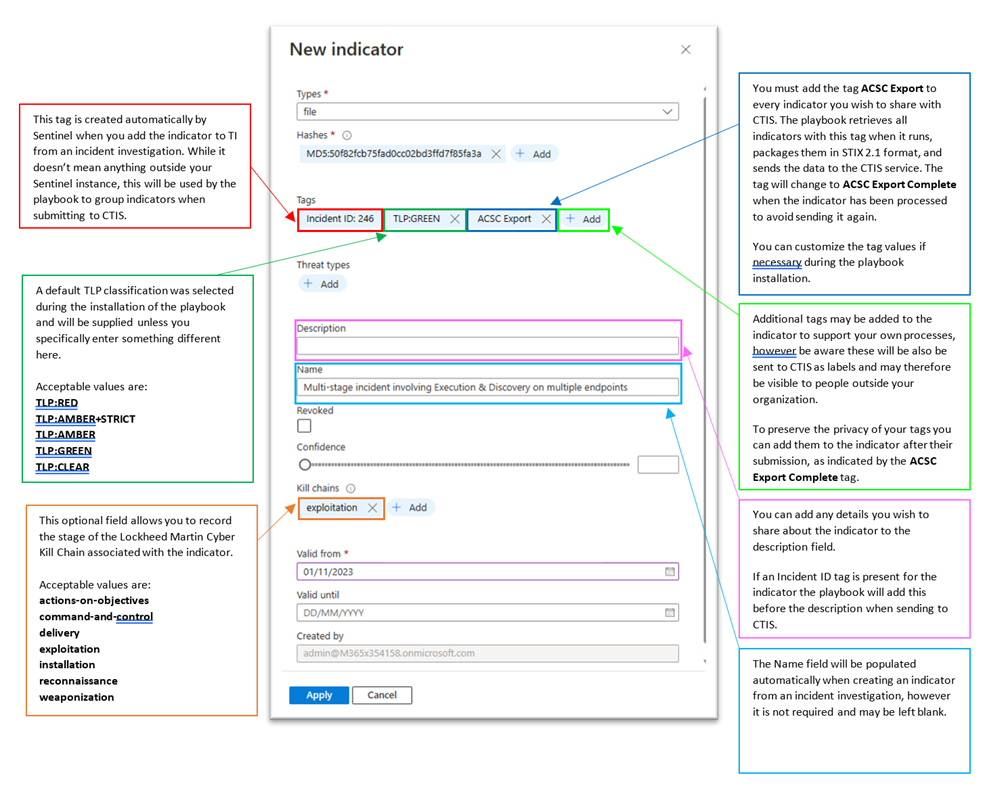 New indicator
Types *
file
Hashes *
MD5:50f82fcb75fad0cc02bd3ffd7f85fa3a
Add
Tags
Incident ID: 246
TLP:GREEN
ACSC Export
Add
Threat types
Add
Description
Name
Multi-stage incident involving Execution & Discovery on multiple endpoints
Revoked
Confidence
Kill chains
exploitation
Add
Valid from *
01/11/2023
Valid until
DD/MM/YYYY
Created by
admin@M365x354158.onmicrosoft.com
Apply
Cancel
This tag is created automatically by
Sentinel when you add the indicator to TI
from an incident investigation. While it
doesn't mean anything outside your
Sentinel instance, this will be used by the
playbook to group indicators when
submitting to CTIS.
A default TLP classification was selected
during the installation of the playbook
and will be supplied unless you
specifically enter something different
here.
Acceptable values are:
TLP:RED
TLP:AMBER+STRICT
TLP:AMBER
TLP:GREEN
TLP:CLEAR
This optional field allows you to record
the stage of the Lockheed Martin Cyber
Kill Chain associated with the indicator.
Acceptable values are:
actions-on-objectives
command-and-control
delivery
exploitation
installation
reconnaissance
weaponization
You must add the tag ACSC Export to
every indicator you wish to share with
CTIS. The playbook retrieves all
indicators with this tag when it runs,
packages them in STIX 2.1 format, and
sends the data to the CTIS service. The
tag will change to ACSC Export Complete
when the indicator has been processed
to avoid sending it again.
You can customize the tag values if
necessary during the playbook
installation.
Additional tags may be added to the
indicator to support your own processes,
however be aware these will be also be
sent to CTIS as labels and may therefore
be visible to people outside your
organization.
To preserve the privacy of your tags you
can add them to the indicator after their
submission, as indicated by the ACSC
Export Complete tag.
You can add any details you wish to
share about the indicator to the
description field.
If an Incident ID tag is present for the
indicator the playbook will add this
before the description when sending to
CTIS.
The Name field will be populated
automatically when creating an indicator
from an incident investigation, however
it is not required and may be left blank.